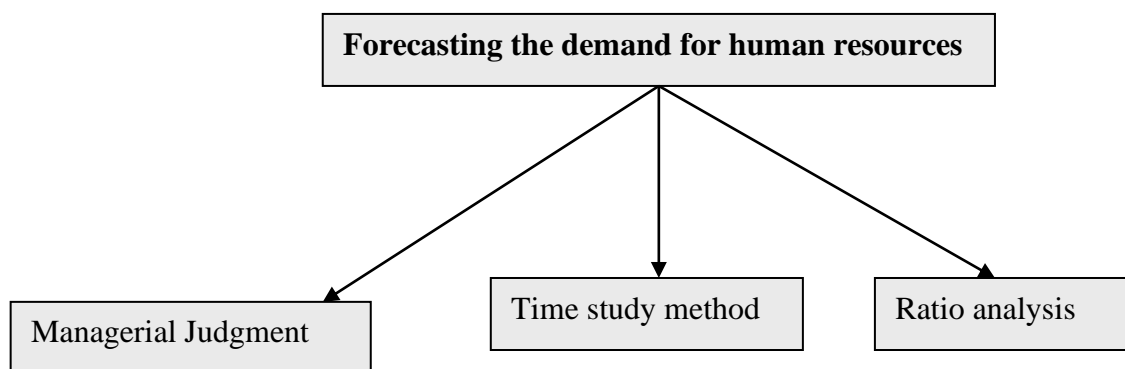 Forecasting the demand for human resources
Managerial Judgment
Time study method
Ratio analysis